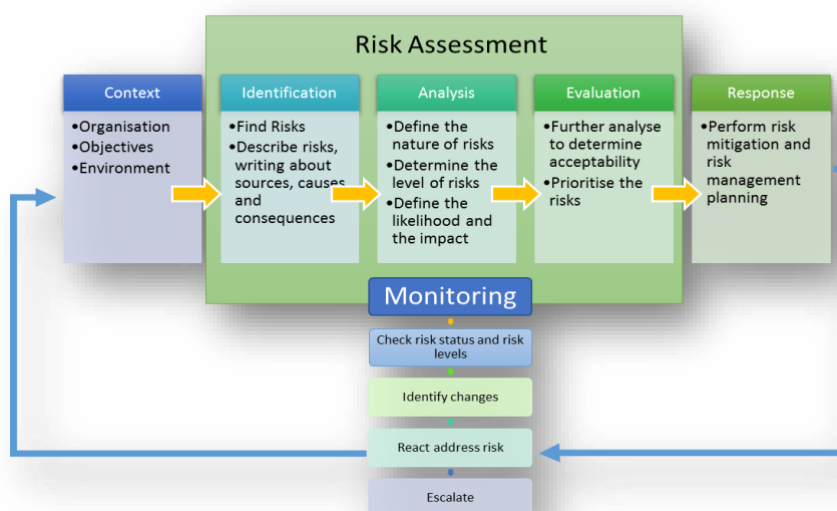 Risk Assessment
Context
•Organisation
•Objectives
•Environment
Identification
•Find Risks
•Describe risks,
writing about
sources, causes
and
consequences
Analysis
•Define the
nature of risks
•Determine the
level of risks
•Define the
likelihood and
the impact
Evaluation
•Further analyse
to determine
acceptability
•Prioritise the
risks
Response
•Perform risk
mitigation and
risk
management
planning
Monitoring
Check risk status and risk
levels
Identify changes
React address risk
Escalate